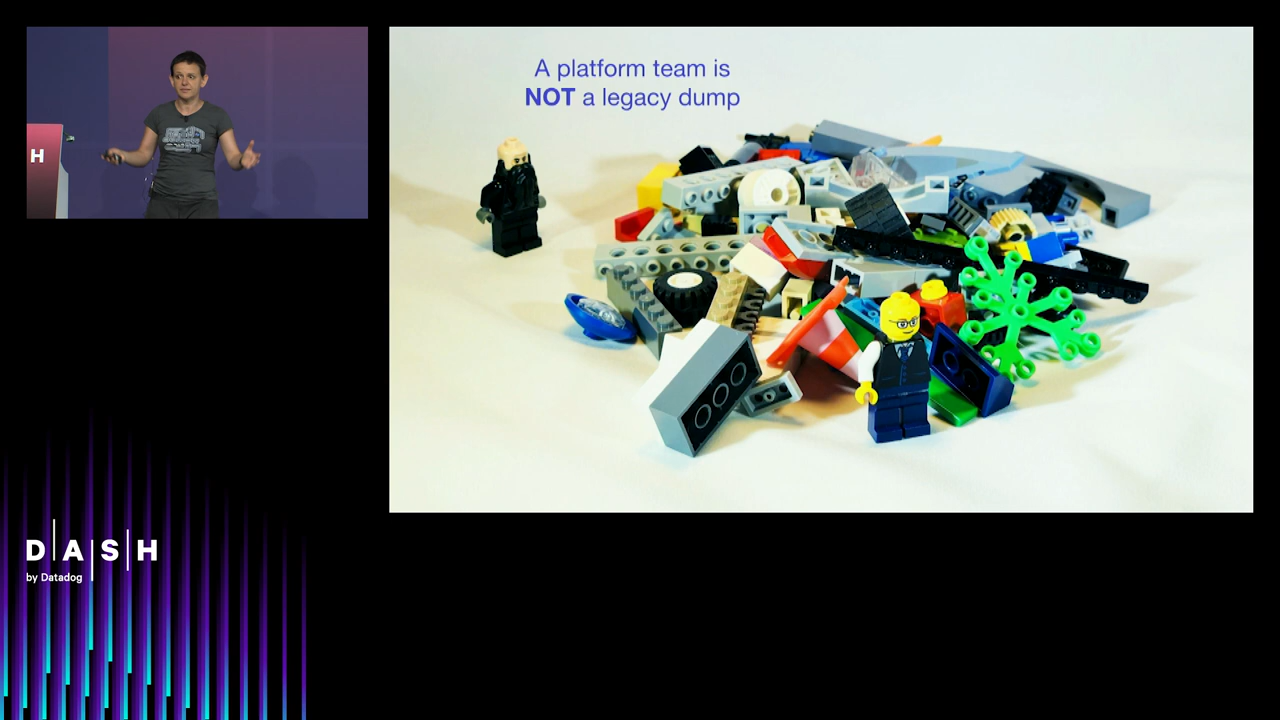 A platform team is
NOT a legacy dump
H
DASH
by Datadog